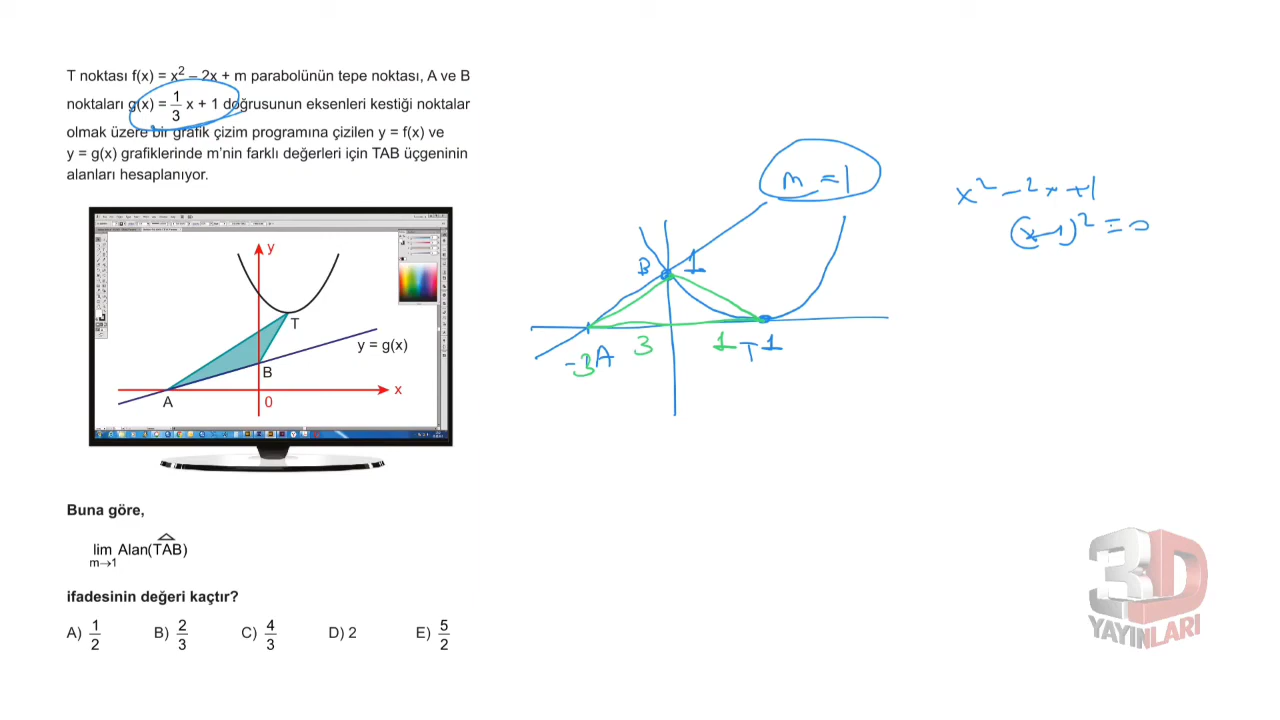 T noktası f(x) = x² – 2x + m parabolünün tepe noktası, A ve B
noktaları g(x) = 1/3 x + 1 doğrusunun eksenleri kestiği noktalar
olmak üzere bir grafik çizim programına çizilen y = f(x) ve
y = g(x) grafiklerinde m'nin farklı değerleri için TAB üçgeninin
alanları hesaplanıyor.
y
T
y = g(x)
B
x
A
0
Buna göre,
lim Alan(TAB)
m→1
ifadesinin değeri kaçtır?
A) 1/2 B) 2/3 C) 4/3 D) 2 E) 5/2
m = 1
x² – 2x + 1
(x–1)² = 0
B 1
-3 A 3 1 T 1
3D
YAYINLARI